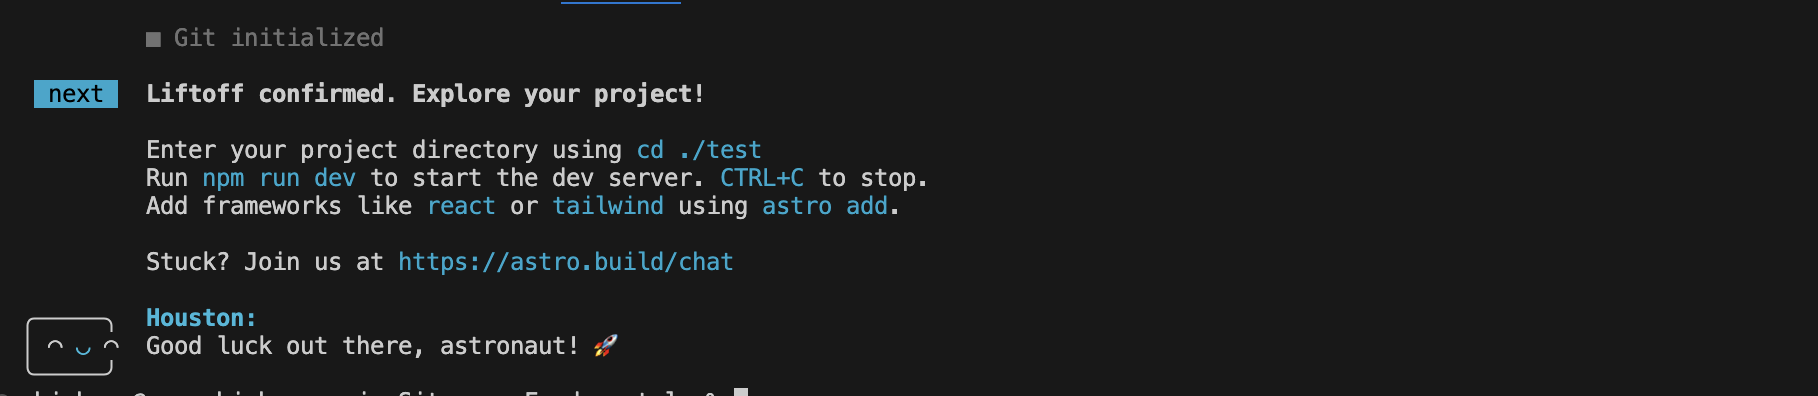 ■ Git initialized
next Liftoff confirmed. Explore your project!
Enter your project directory using cd ./test
Run npm run dev to start the dev server. CTRL+C to stop.
Add frameworks like react or tailwind using astro add.
Stuck? Join us at https://astro.build/chat
Houston:
Good luck out there, astronaut! 🚀